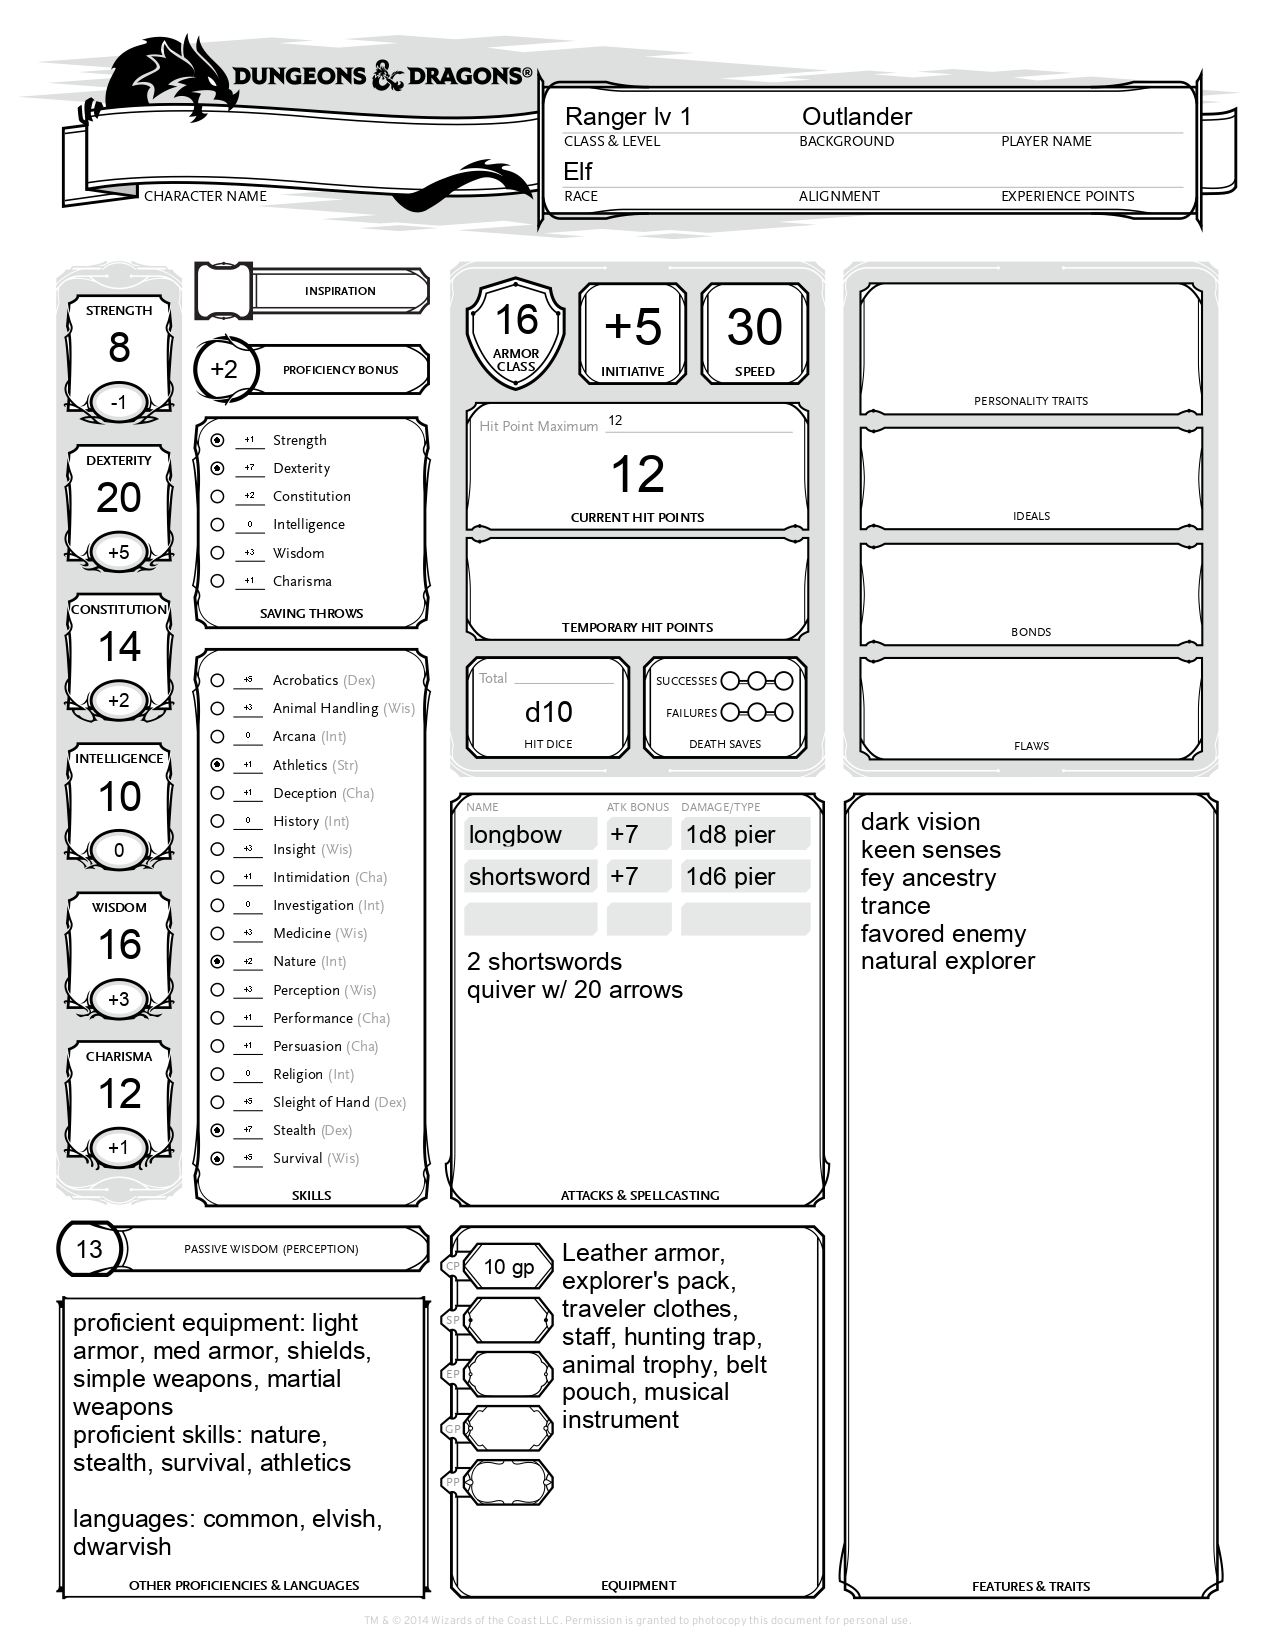 DUNGEONS & DRAGONS®
Ranger lv 1 Outlander
CLASS & LEVEL BACKGROUND PLAYER NAME
Elf
RACE ALIGNMENT EXPERIENCE POINTS
CHARACTER NAME
STRENGTH
8
-1
DEXTERITY
20
+5
CONSTITUTION
14
+2
INTELLIGENCE
10
0
WISDOM
16
+3
CHARISMA
12
+1
INSPIRATION
+2 PROFICIENCY BONUS
+1 Strength
+7 Dexterity
+2 Constitution
0 Intelligence
+3 Wisdom
+1 Charisma
SAVING THROWS
+5 Acrobatics (Dex)
+3 Animal Handling (Wis)
0 Arcana (Int)
+1 Athletics (Str)
+1 Deception (Cha)
0 History (Int)
+3 Insight (Wis)
+1 Intimidation (Cha)
0 Investigation (Int)
+3 Medicine (Wis)
+2 Nature (Int)
+3 Perception (Wis)
+1 Performance (Cha)
+1 Persuasion (Cha)
0 Religion (Int)
+5 Sleight of Hand (Dex)
+7 Stealth (Dex)
+5 Survival (Wis)
SKILLS
13 PASSIVE WISDOM (PERCEPTION)
proficient equipment: light
armor, med armor, shields,
simple weapons, martial
weapons
proficient skills: nature,
stealth, survival, athletics
languages: common, elvish,
dwarvish
OTHER PROFICIENCIES & LANGUAGES
16
ARMOR
CLASS
+5
INITIATIVE
30
SPEED
Hit Point Maximum 12
12
CURRENT HIT POINTS
TEMPORARY HIT POINTS
Total
d10
HIT DICE
SUCCESSES
FAILURES
DEATH SAVES
NAME ATK BONUS DAMAGE/TYPE
longbow +7 1d8 pier
shortsword +7 1d6 pier
2 shortswords
quiver w/ 20 arrows
ATTACKS & SPELLCASTING
CP 10 gp
SP
EP
GP
PP
Leather armor,
explorer's pack,
traveler clothes,
staff, hunting trap,
animal trophy, belt
pouch, musical
instrument
EQUIPMENT
PERSONALITY TRAITS
IDEALS
BONDS
FLAWS
dark vision
keen senses
fey ancestry
trance
favored enemy
natural explorer
FEATURES & TRAITS
TM & © 2014 Wizards of the Coast LLC. Permission is granted to photocopy this document for personal use.